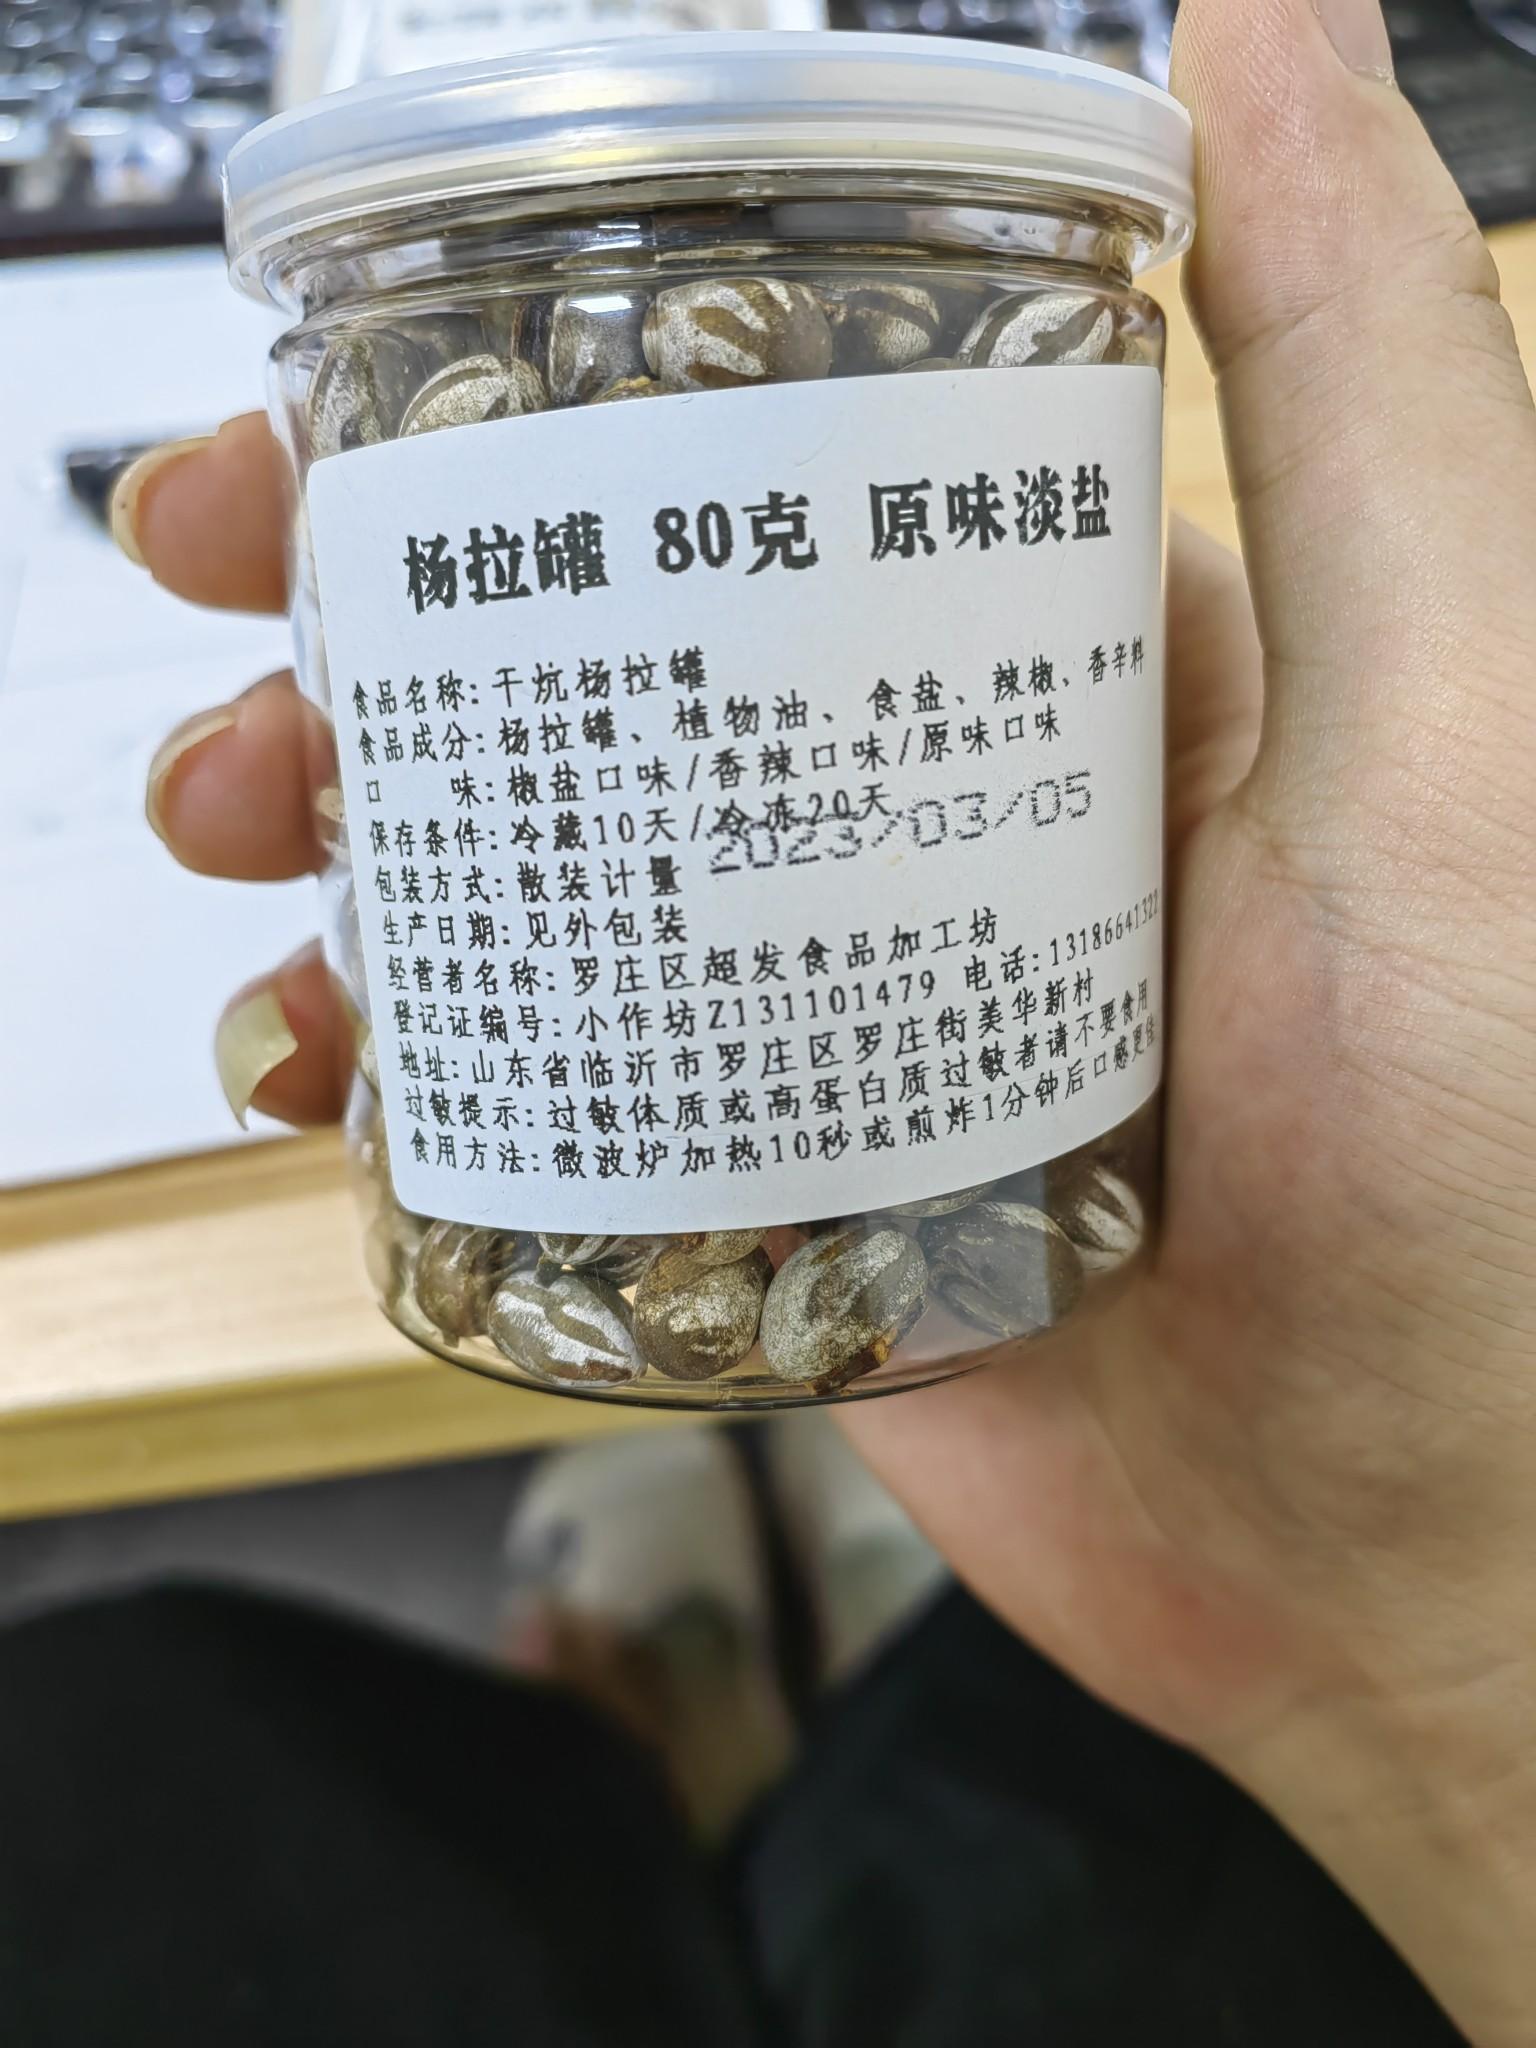 杨拉罐 80克 原味淡盐
食品名称：干炕杨拉罐
食品成分：杨拉罐、植物油、食盐、辣椒、香辛料
口 味：椒盐口味/香辣口味/原味口味
保存条件：冷藏10天/冷冻20天
2023/03/05
包装方式：散装计量
生产日期：见外包装
经营者名称：罗庄区超发食品加工坊
登记证编号：小作坊Z131101479 电话：13186641322
地址：山东省临沂市罗庄区罗庄街美华新村
过敏提示：过敏体质或高蛋白质过敏者请不要食用
食用方法：微波炉加热10秒或煎炸1分钟后口感更佳